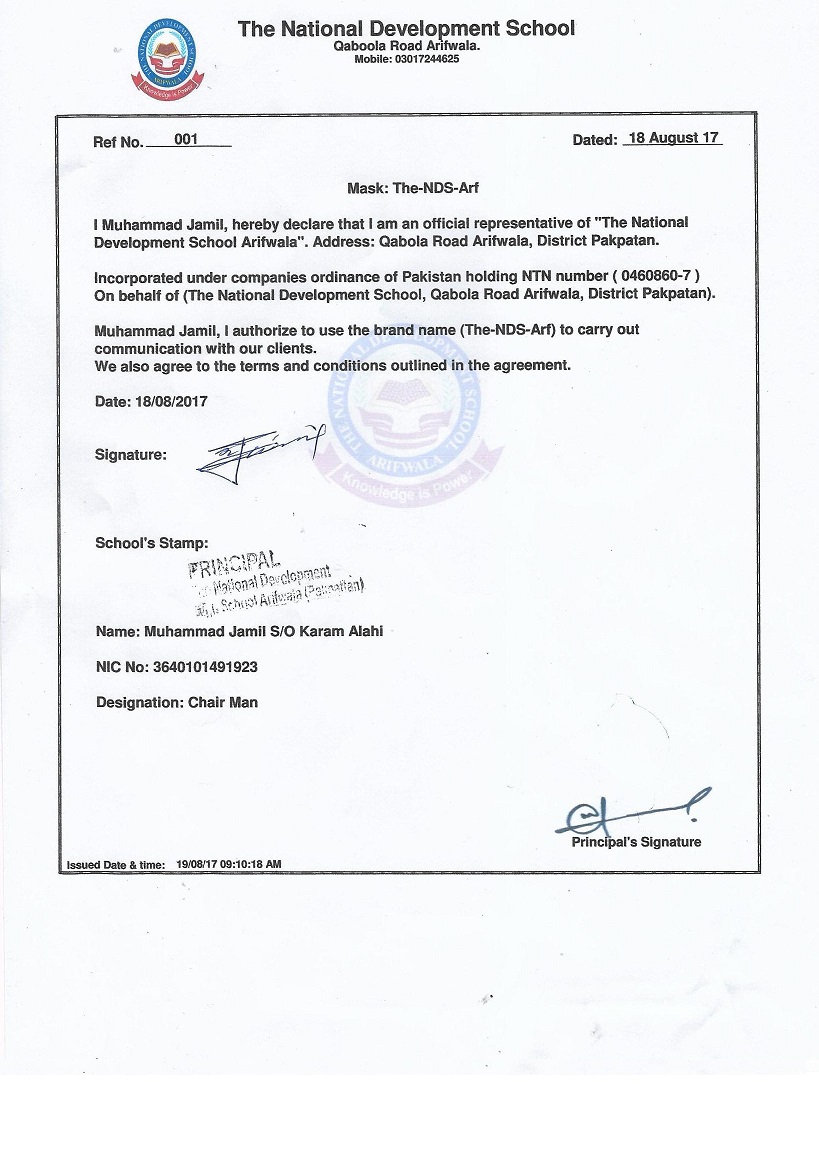 The National Development School
Qaboola Road Arifwala.
Mobile: 03017244625
THE NATIONAL DEVELOPMENT SCHOOL ARIFWALA
Knowledge is Power
Ref No. 001 Dated: 18 August 17
Mask: The-NDS-Arf
I Muhammad Jamil, hereby declare that I am an official representative of "The National
Development School Arifwala". Address: Qabola Road Arifwala, District Pakpatan.
Incorporated under companies ordinance of Pakistan holding NTN number ( 0460860-7 )
On behalf of (The National Development School, Qabola Road Arifwala, District Pakpatan).
Muhammad Jamil, I authorize to use the brand name (The-NDS-Arf) to carry out
communication with our clients.
We also agree to the terms and conditions outlined in the agreement.
THE NATIONAL DEVELOPMENT SCHOOL ARIFWALA
Knowledge is Power
Date: 18/08/2017
Signature:
School's Stamp:
PRINCIPAL
National Development
School Arifwala (Pakpattan)
Name: Muhammad Jamil S/O Karam Alahi
NIC No: 3640101491923
Designation: Chair Man
Principal's Signature
Issued Date & time: 19/08/17 09:10:18 AM